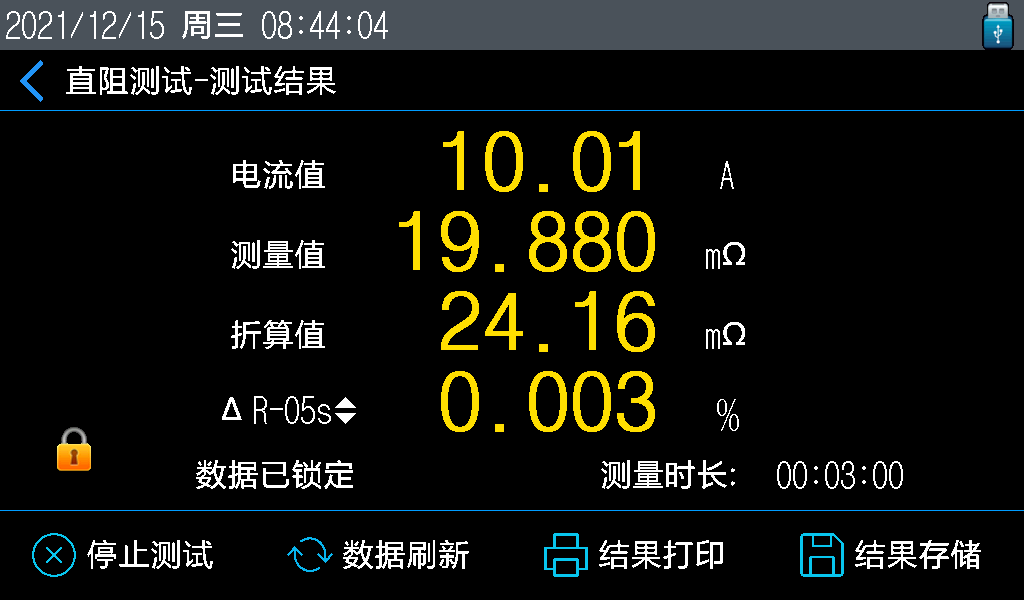 2021/12/15 周三 08:44:04
直阻测试-测试结果
电流值 10.01 A
测量值 19.880 mΩ
折算值 24.16 mΩ
Δ R-05s 0.003 %
数据已锁定 测量时长: 00:03:00
停止测试 数据刷新 结果打印 结果存储